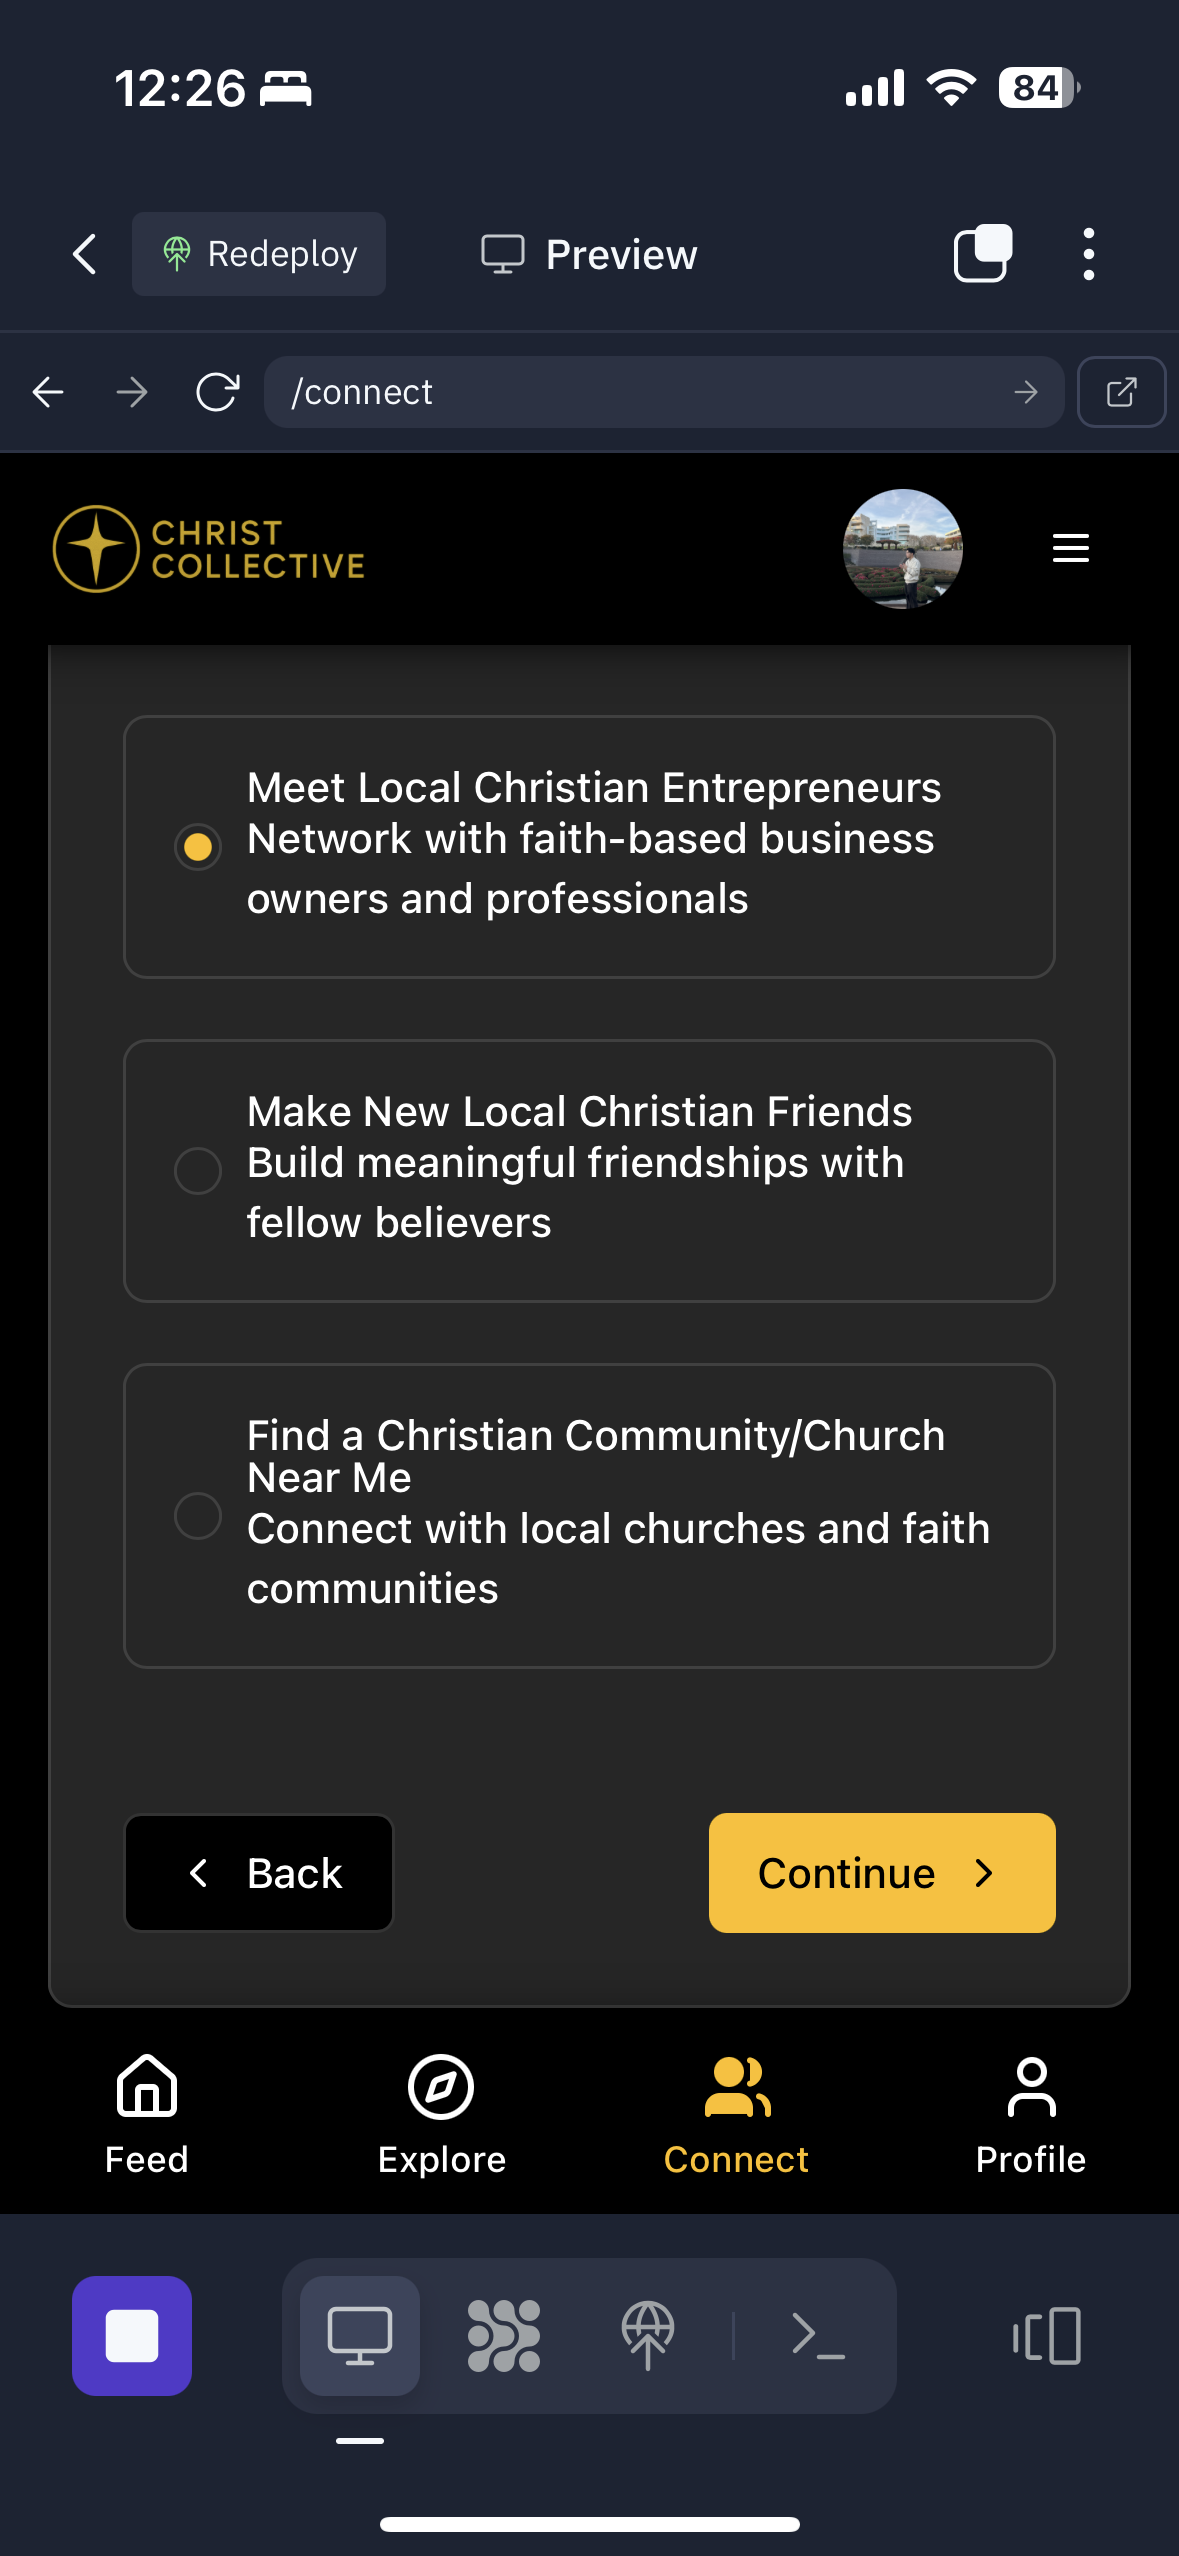 12:26
84
Redeploy
Preview
/connect
CHRIST
COLLECTIVE
Meet Local Christian Entrepreneurs
Network with faith-based business
owners and professionals
Make New Local Christian Friends
Build meaningful friendships with
fellow believers
Find a Christian Community/Church
Near Me
Connect with local churches and faith
communities
Back
Continue
Feed
Explore
Connect
Profile